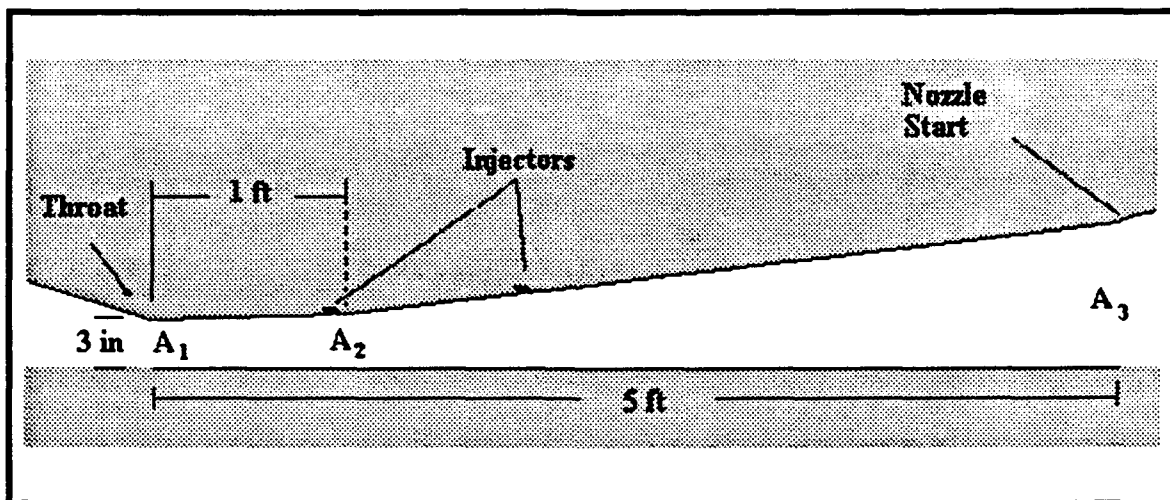 Nozzle
Start
Injectors
1 ft
Throat
3 in
A1
A2
A3
5 ft